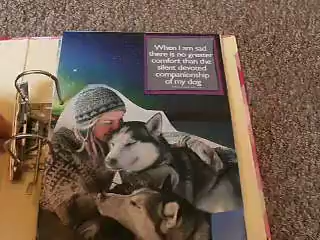 When I am sad
there is no greater
comfort than the
silent devoted
companionship
of my dog